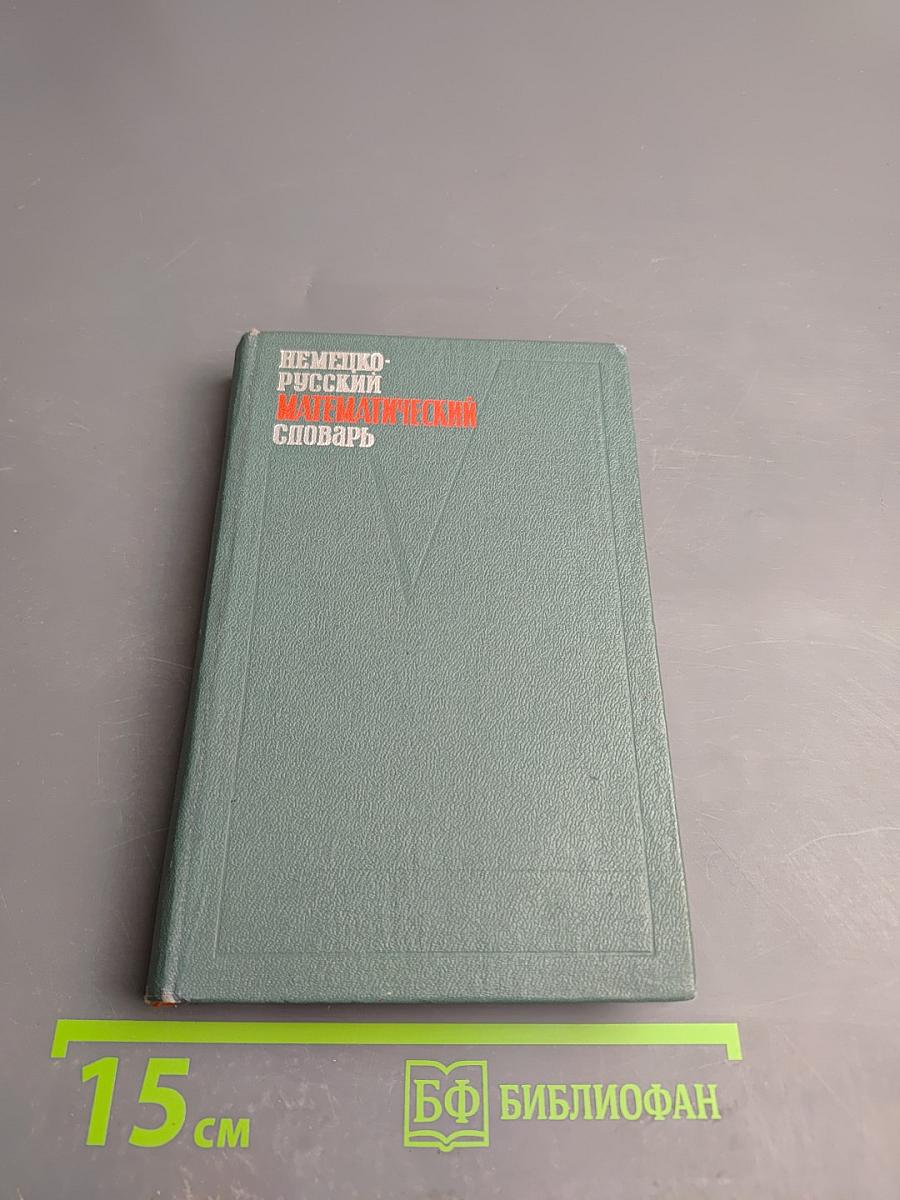 НЕМЕЦКО-
РУССКИЙ
МАТЕМАТИЧЕСКИЙ
СЛОВАРЬ
15 см
БФ БИБЛИОФАН